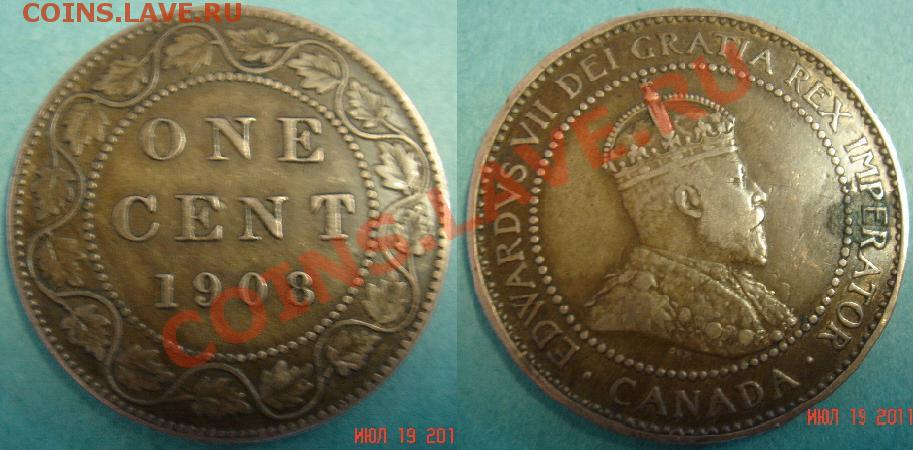 COINS.LAVE.RU
ONE
CENT
1908
COINS.LAVE.RU
EDWARDVS VII DEI GRATIA REX IMPERATOR
CANADA
ИЮЛ 19 201
ИЮЛ 19 2011